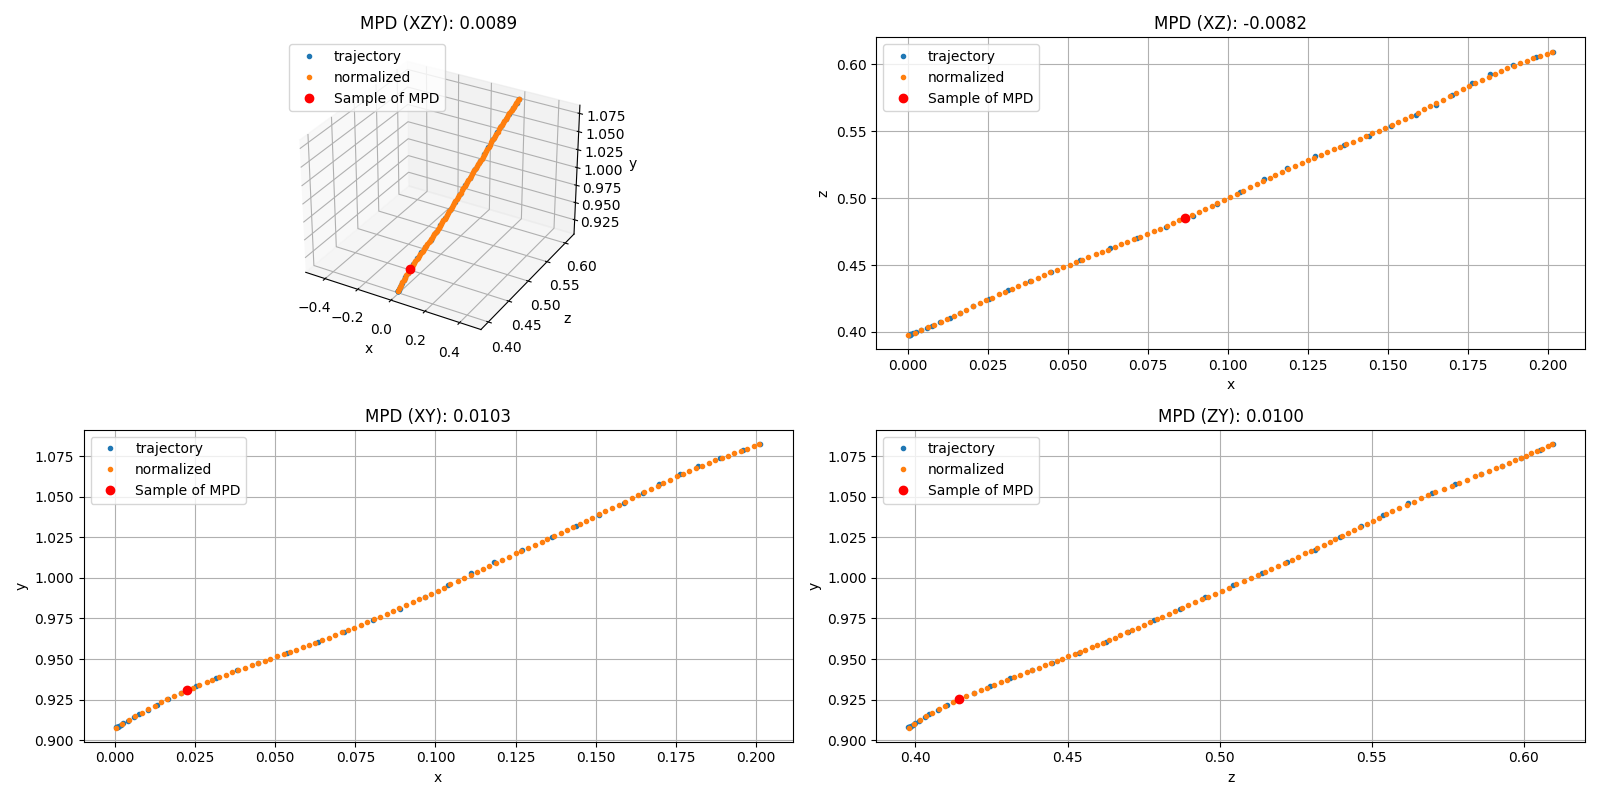 MPD (XZY): 0.0089
trajectory
normalized
Sample of MPD
1.075
1.050
1.025
1.000
0.975
0.950
0.925
y
−0.4
−0.2
0.0
0.2
0.4
x
0.60
0.55
0.50
0.45
0.40
z
MPD (XZ): -0.0082
trajectory
normalized
Sample of MPD
0.60
0.55
0.50
0.45
0.40
z
0.000 0.025 0.050 0.075 0.100 0.125 0.150 0.175 0.200
x
MPD (XY): 0.0103
trajectory
normalized
Sample of MPD
1.075
1.050
1.025
1.000
0.975
0.950
0.925
0.900
y
0.000 0.025 0.050 0.075 0.100 0.125 0.150 0.175 0.200
x
MPD (ZY): 0.0100
trajectory
normalized
Sample of MPD
1.075
1.050
1.025
1.000
0.975
0.950
0.925
0.900
y
0.40 0.45 0.50 0.55 0.60
z